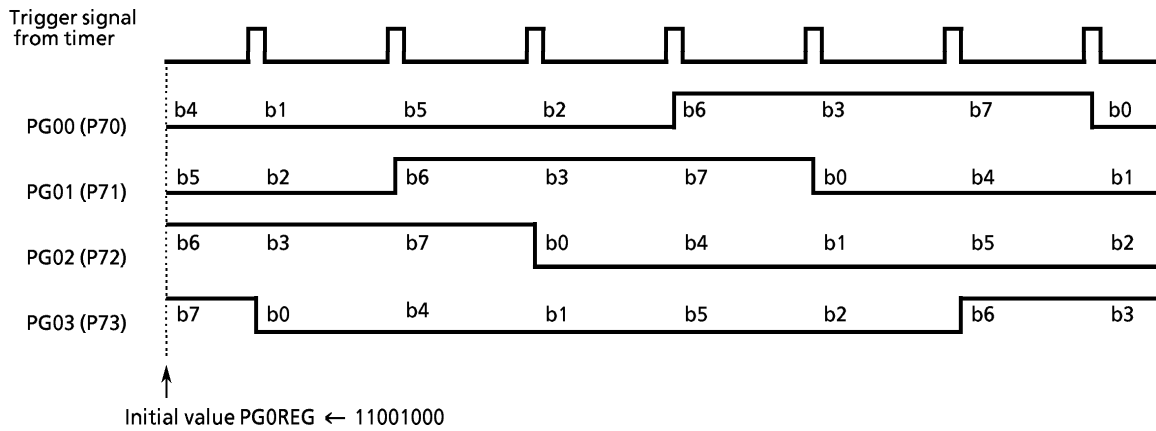 Trigger signal
from timer
PG00 (P70) b4 b1 b5 b2 b6 b3 b7 b0
PG01 (P71) b5 b2 b6 b3 b7 b0 b4 b1
PG02 (P72) b6 b3 b7 b0 b4 b1 b5 b2
PG03 (P73) b7 b0 b4 b1 b5 b2 b6 b3
Initial value PG0REG ← 11001000